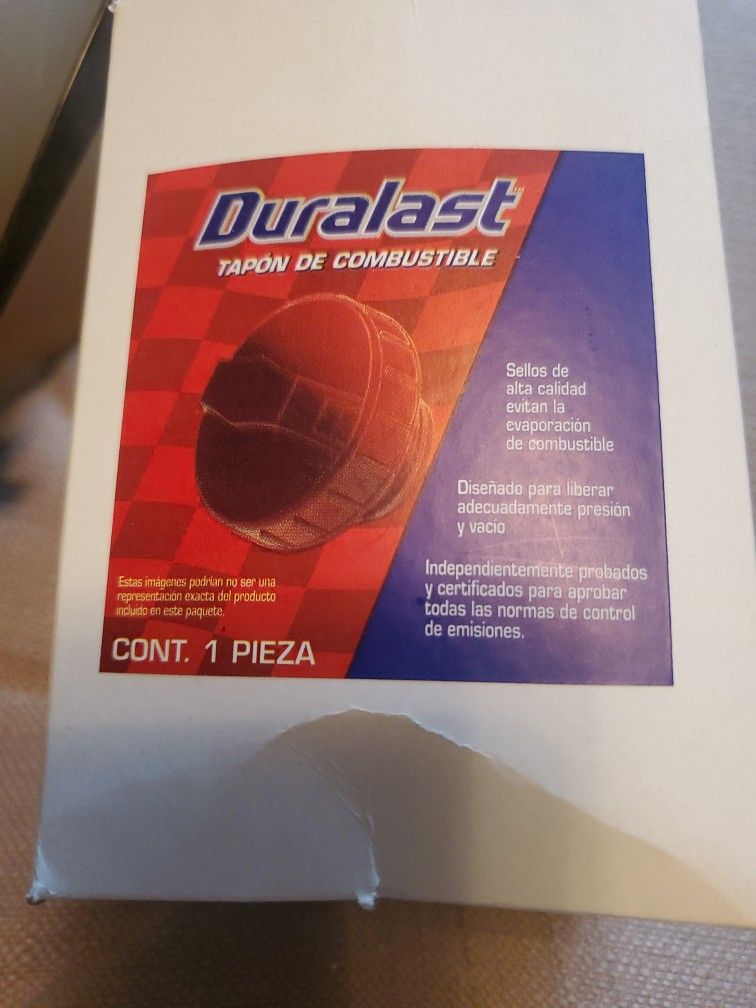 Duralast™
TAPÓN DE COMBUSTIBLE
Sellos de
alta calidad
evitan la
evaporación
de combustible
Diseñado para liberar
adecuadamente presión
y vacio
Independientemente probados
y certificados para aprobar
todas las normas de control
de emisiones.
Estas imágenes podrían no ser una
representación exacta del producto
incluido en este paquete.
CONT. 1 PIEZA